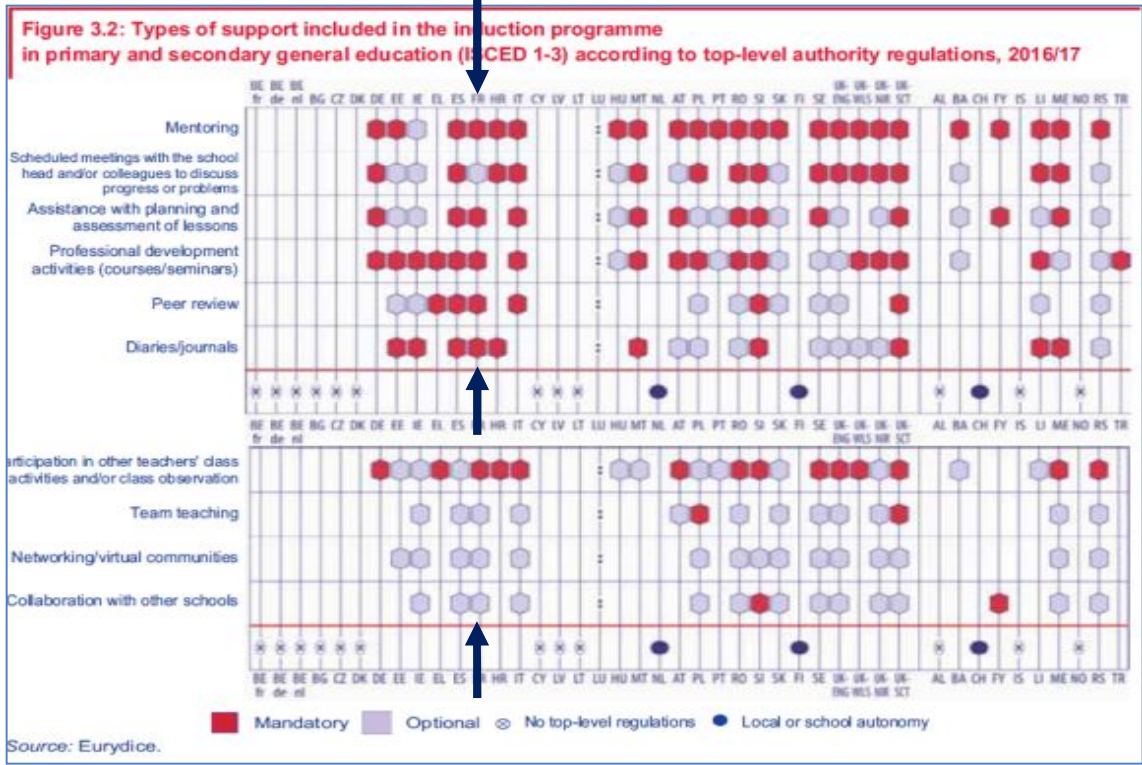 Figure 3.2: Types of support included in the induction programme
in primary and secondary general education (ISCED 1-3) according to top-level authority regulations, 2016/17
BE fr BE de BE nl BG CZ DK DE EE IE EL ES FR HR IT CY LV LT LU HU MT NL AT PL PT RO SI SK FI SE UK-ENG UK-WLS UK-NIR UK-SCT AL BA CH FY IS LI ME NO RS TR
Mentoring
Scheduled meetings with the school
head and/or colleagues to discuss
progress or problems
Assistance with planning and
assessment of lessons
Professional development
activities (courses/seminars)
Peer review
Diaries/journals
BE fr BE de BE nl BG CZ DK DE EE IE EL ES FR HR IT CY LV LT LU HU MT NL AT PL PT RO SI SK FI SE UK-ENG UK-WLS UK-NIR UK-SCT AL BA CH FY IS LI ME NO RS TR
articipation in other teachers' class
activities and/or class observation
Team teaching
Networking/virtual communities
Collaboration with other schools
BE fr BE de BE nl BG CZ DK DE EE IE EL ES FR HR IT CY LV LT LU HU MT NL AT PL PT RO SI SK FI SE UK-ENG UK-WLS UK-NIR UK-SCT AL BA CH FY IS LI ME NO RS TR
Mandatory Optional No top-level regulations Local or school autonomy
Source: Eurydice.